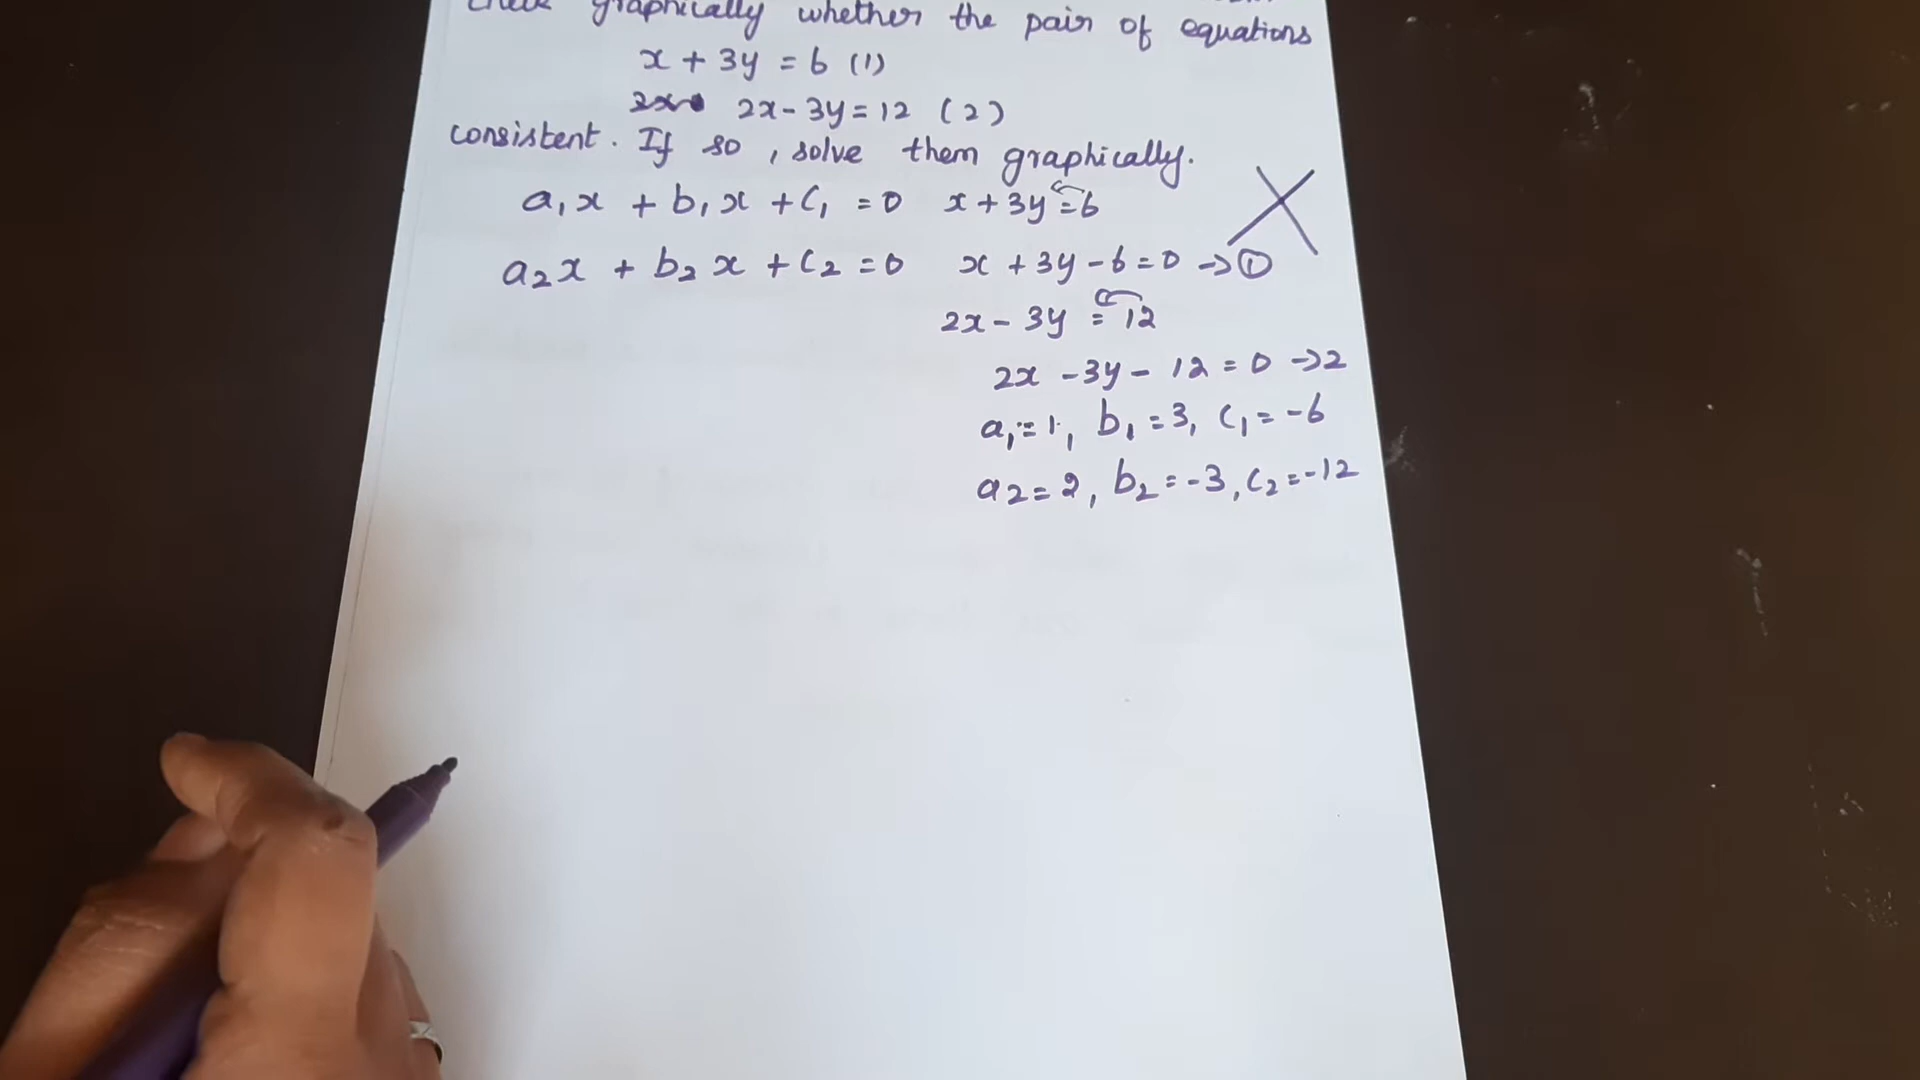 check graphically whether the pair of equations
x + 3y = 6 (1)
2x - 3y = 12 (2)
consistent. If so, solve them graphically.
a₁x + b₁x + c₁ = 0 x + 3y = 6
a₂x + b₂x + c₂ = 0 x + 3y - 6 = 0 → ①
2x - 3y = 12
2x - 3y - 12 = 0 → 2
a₁ = 1, b₁ = 3, c₁ = -6
a₂ = 2, b₂ = -3, c₂ = -12